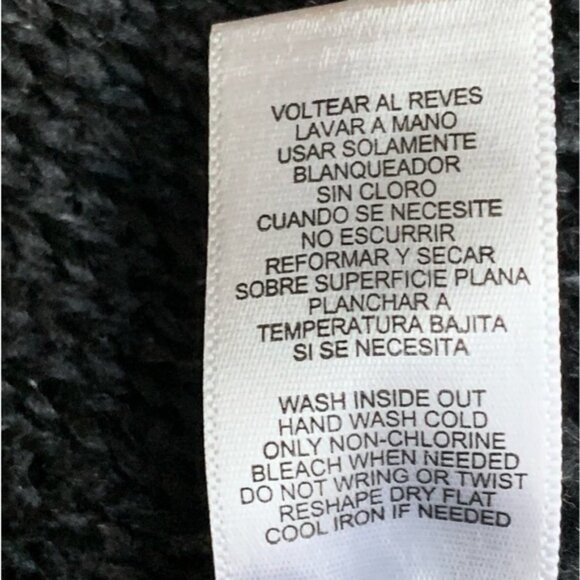 VOLTEAR AL REVES
LAVAR A MANO
USAR SOLAMENTE
BLANQUEADOR
SIN CLORO
CUANDO SE NECESITE
NO ESCURRIR
REFORMAR Y SECAR
SOBRE SUPERFICIE PLANA
PLANCHAR A
TEMPERATURA BAJITA
SI SE NECESITA
WASH INSIDE OUT
HAND WASH COLD
ONLY NON-CHLORINE
BLEACH WHEN NEEDED
DO NOT WRING OR TWIST
RESHAPE DRY FLAT
COOL IRON IF NEEDED